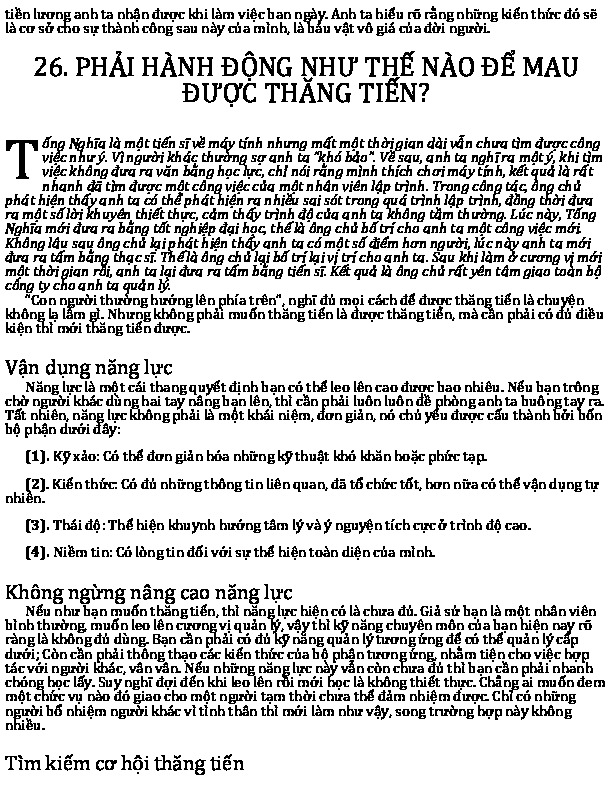 tiền lương anh ta nhận được khi làm việc ban ngày. Anh ta hiểu rõ rằng những kiến thức đó sẽ
là cơ sở cho sự thành công sau này của mình, là báu vật vô giá của đời người.
26. PHẢI HÀNH ĐỘNG NHƯ THẾ NÀO ĐỂ MAU
ĐƯỢC THĂNG TIẾN?
Tống Nghĩa là một tiến sĩ về máy tính nhưng mất một thời gian dài vẫn chưa tìm được công
việc như ý. Vì người khác thường sợ anh ta “khó bảo”. Về sau, anh ta nghĩ ra một ý, khi tìm
việc không đưa ra văn bằng học lực, chỉ nói rằng mình thích chơi máy tính, kết quả là rất
nhanh đã tìm được một công việc của một nhân viên lập trình. Trong công tác, ông chủ
phát hiện thấy anh ta có thể phát hiện ra nhiều sai sót trong quá trình lập trình, đồng thời đưa
ra một số lời khuyên thiết thực, cảm thấy trình độ của anh ta không tầm thường. Lúc này, Tống
Nghĩa mới đưa ra bằng tốt nghiệp đại học, thế là ông chủ bố trí cho anh ta một công việc mới.
Không lâu sau ông chủ lại phát hiện thấy anh ta có một số điểm hơn người, lúc này anh ta mới
đưa ra tấm bằng thạc sĩ. Thế là ông chủ lại bố trí lại vị trí cho anh ta. Sau khi làm ở cương vị mới
một thời gian rồi, anh ta lại đưa ra tấm bằng tiến sĩ. Kết quả là ông chủ rất yên tâm giao toàn bộ
công ty cho anh ta quản lý.
“Con người thường hướng lên phía trên”, nghĩ đủ mọi cách để được thăng tiến là chuyện
không lạ lẫm gì. Nhưng không phải muốn thăng tiến là được thăng tiến, mà cần phải có đủ điều
kiện thì mới thăng tiến được.
Vận dụng năng lực
Năng lực là một cái thang quyết định bạn có thể leo lên cao được bao nhiêu. Nếu bạn trông
chờ người khác dùng hai tay nâng bạn lên, thì cần phải luôn luôn đề phòng anh ta buông tay ra.
Tất nhiên, năng lực không phải là một khái niệm, đơn giản, nó chủ yếu được cấu thành bởi bốn
bộ phận dưới đây:
(1). Kỹ xảo: Có thể đơn giản hóa những kỹ thuật khó khăn hoặc phức tạp.
(2). Kiến thức: Có đủ những thông tin liên quan, đã tổ chức tốt, hơn nữa có thể vận dụng tự
nhiên.
(3). Thái độ: Thể hiện khuynh hướng tâm lý và ý nguyện tích cực ở trình độ cao.
(4). Niềm tin: Có lòng tin đối với sự thể hiện toàn diện của mình.
Không ngừng nâng cao năng lực
Nếu như bạn muốn thăng tiến, thì năng lực hiện có là chưa đủ. Giả sử bạn là một nhân viên
bình thường, muốn leo lên cương vị quản lý, vậy thì kỹ năng chuyên môn của bạn hiện nay rõ
ràng là không đủ dùng. Bạn cần phải có đủ kỹ năng quản lý tương ứng để có thể quản lý cấp
dưới; Còn cần phải thông thạo các kiến thức của bộ phận tương ứng, nhằm tiện cho việc hợp
tác với người khác, vân vân. Nếu những năng lực này vẫn còn chưa đủ thì bạn cần phải nhanh
chóng học lấy. Suy nghĩ đợi đến khi leo lên rồi mới học là không thiết thực. Chẳng ai muốn đem
một chức vụ nào đó giao cho một người tạm thời chưa thể đảm nhiệm được. Chỉ có những
người bổ nhiệm người khác vì tình thân thì mới làm như vậy, song trường hợp này không
nhiều.
Tìm kiếm cơ hội thăng tiến